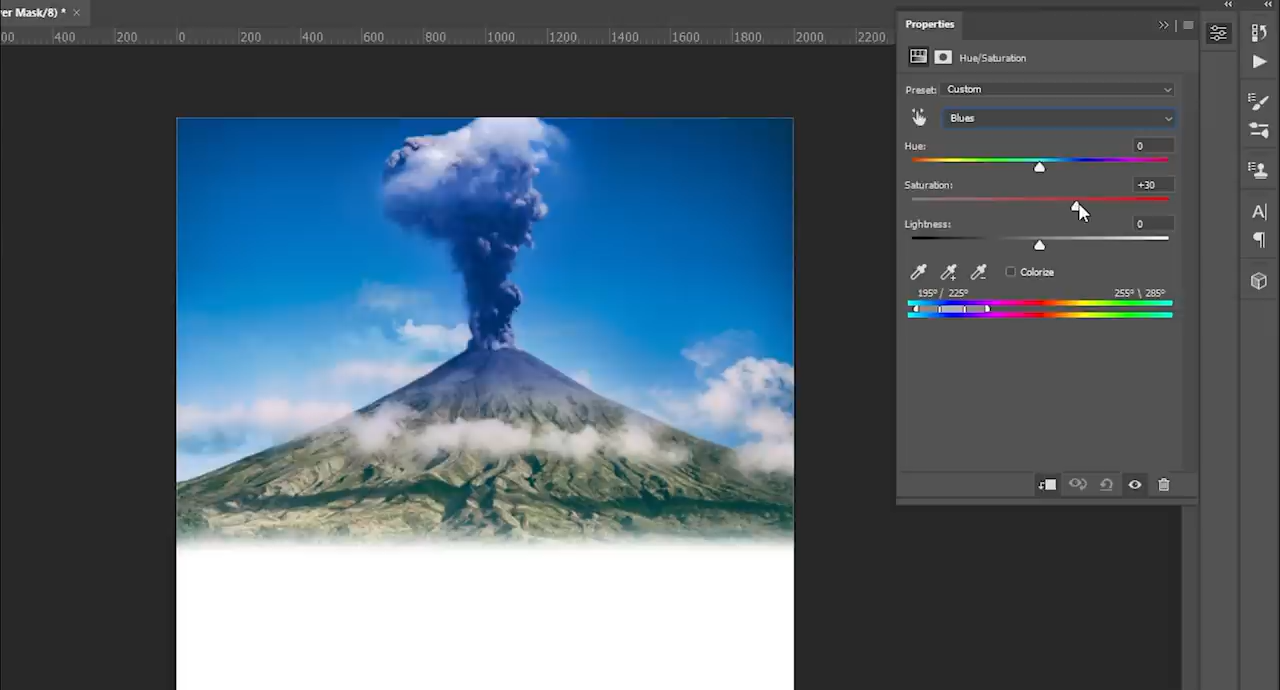 er Mask/8) * ×
00 400 200 0 200 400 600 800 1000 1200 1400 1600 1800 2000 2200
Properties
Hue/Saturation
Preset: Custom
Blues
Hue: 0
Saturation: +30
Lightness: 0
Colorize
195º / 225º 255º \ 285º